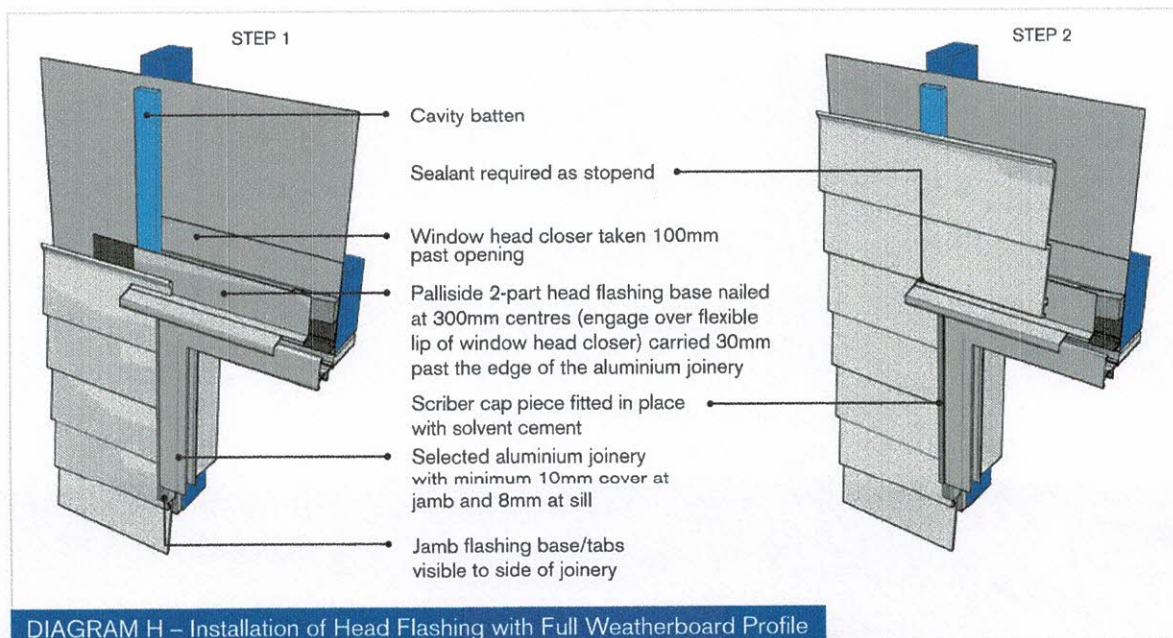 STEP 1
STEP 2
Cavity batten
Sealant required as stopend
Window head closer taken 100mm
past opening
Palliside 2-part head flashing base nailed
at 300mm centres (engage over flexible
lip of window head closer) carried 30mm
past the edge of the aluminium joinery
Scriber cap piece fitted in place
with solvent cement
Selected aluminium joinery
with minimum 10mm cover at
jamb and 8mm at sill
Jamb flashing base/tabs
visible to side of joinery
DIAGRAM H – Installation of Head Flashing with Full Weatherboard Profile